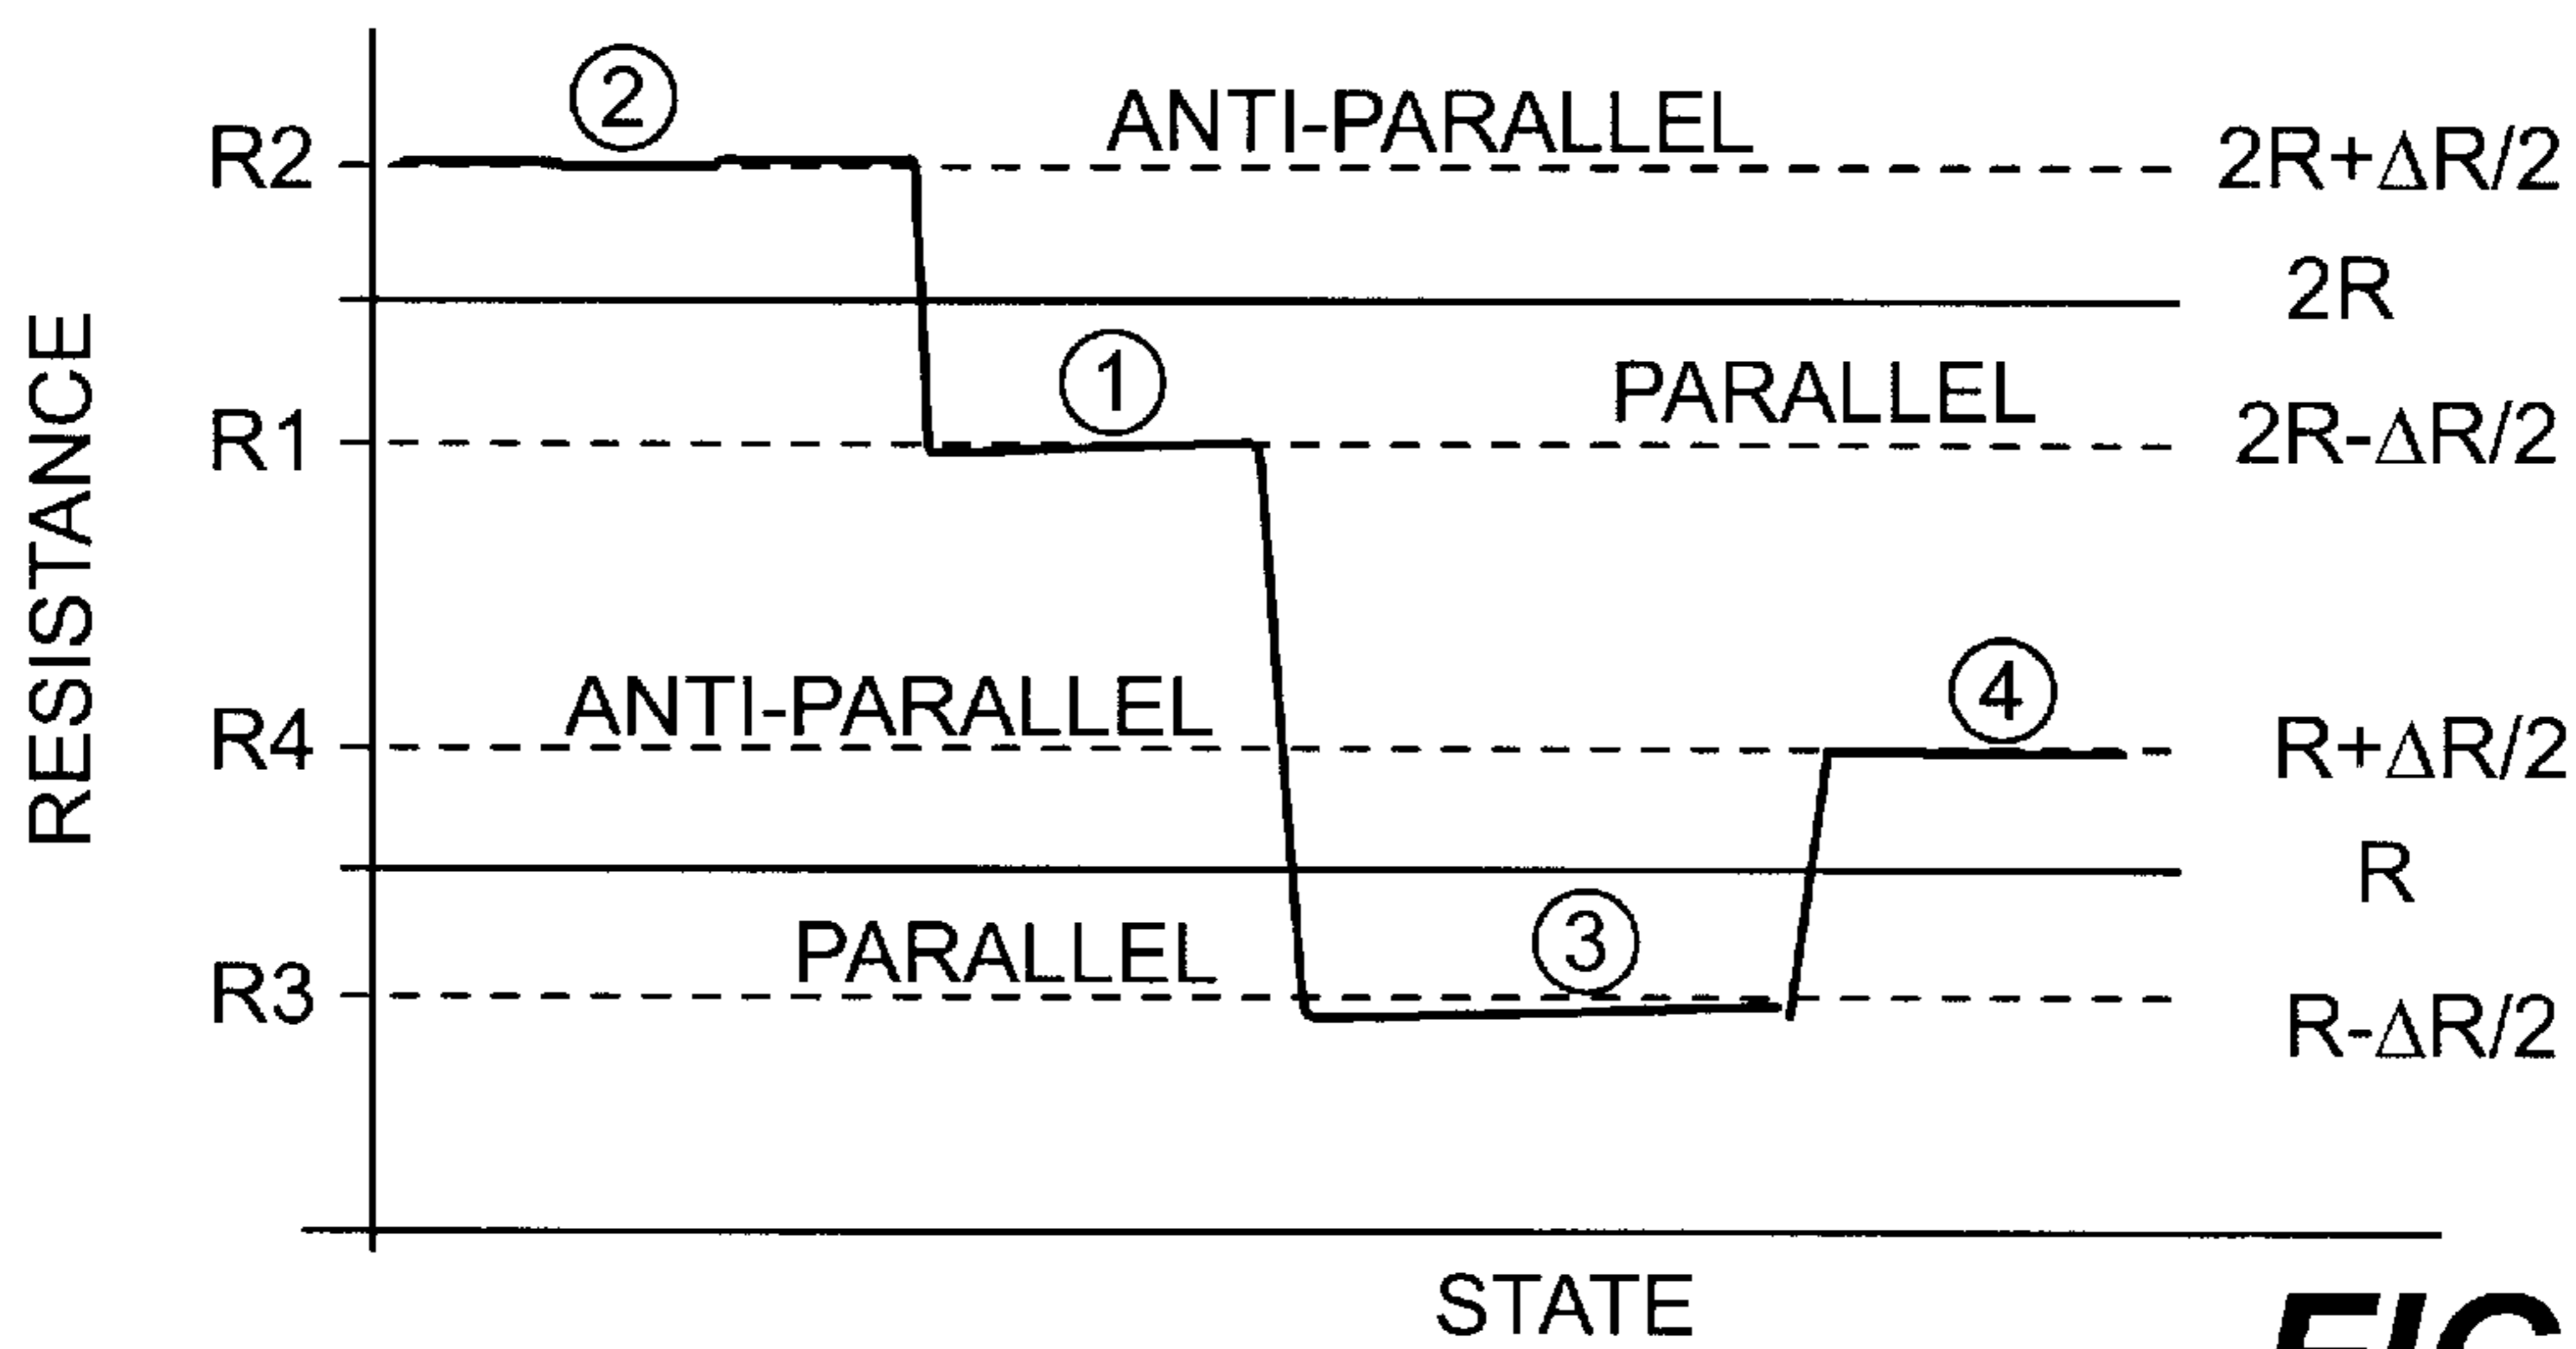 ②
ANTI-PARALLEL
R2
2R+ΔR/2
2R
①
PARALLEL
R1
2R-ΔR/2
RESISTANCE
④
ANTI-PARALLEL
R4
R+ΔR/2
R
③
PARALLEL
R3
R-ΔR/2
STATE